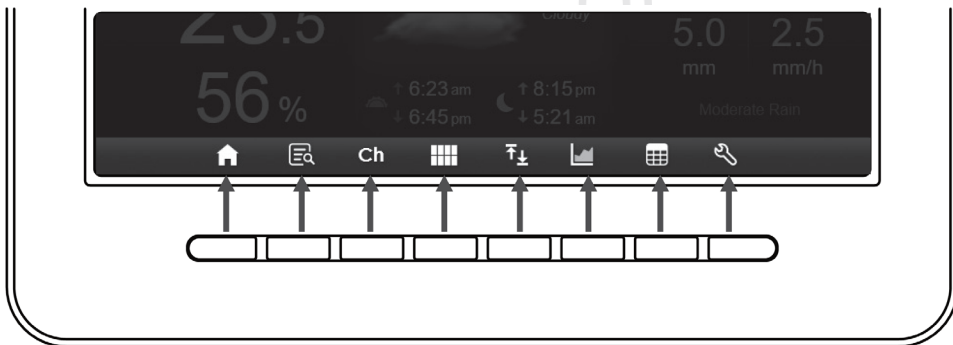 Cloudy
23.5
5.0 2.5
mm mm/h
56 %
↑ 6:23 am ↑ 8:15 pm
↓ 6:45 pm ↓ 5:21 am
Moderate Rain
Ch